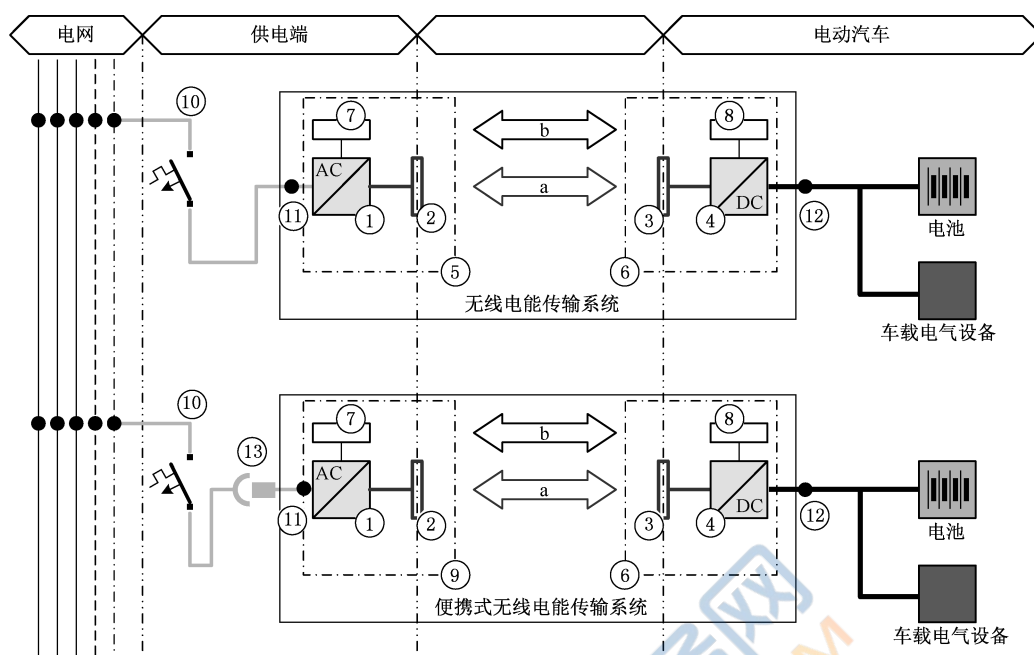 电网 供电端 电动汽车
⑩ ⑦ ⑧
b
AC a DC
⑪ ① ② ③ ④ ⑫
电池
⑤ ⑥
无线电能传输系统
车载电气设备
⑩ ⑦ ⑧
b
⑬
AC a DC
⑪ ① ② ③ ④ ⑫
电池
⑨ ⑥
便携式无线电能传输系统
车载电气设备